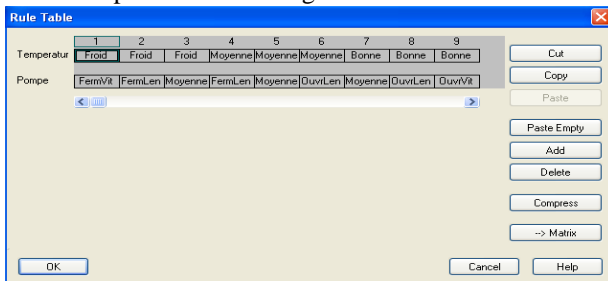 Rule Table
1 2 3 4 5 6 7 8 9
Temperatur Froid Froid Froid Moyenne Moyenne Moyenne Bonne Bonne Bonne
Pompe FermVit FermLen Moyenne FermLen Moyenne OuvrLen Moyenne OuvrLen OuvrVit
Cut
Copy
Paste
Paste Empty
Add
Delete
Compress
--> Matrix
OK Cancel Help